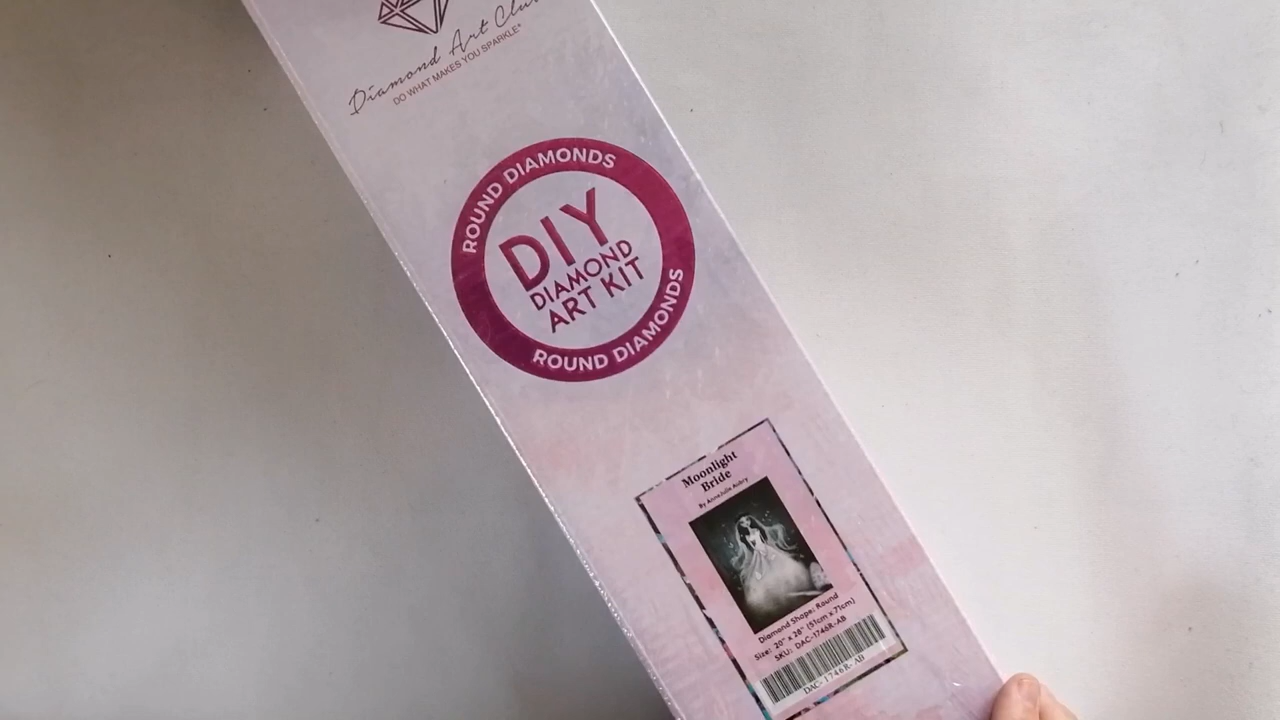 Diamond Art Club
DO WHAT MAKES YOU SPARKLE®
ROUND DIAMONDS
DIY
DIAMOND
ART KIT
ROUND DIAMONDS
Moonlight
Bride
By AnneJulie Aubry
Diamond Shape: Round
Size: 20" x 28" (51cm x 71cm)
SKU: DAC-1746R-AB
DAC-1746R-AB